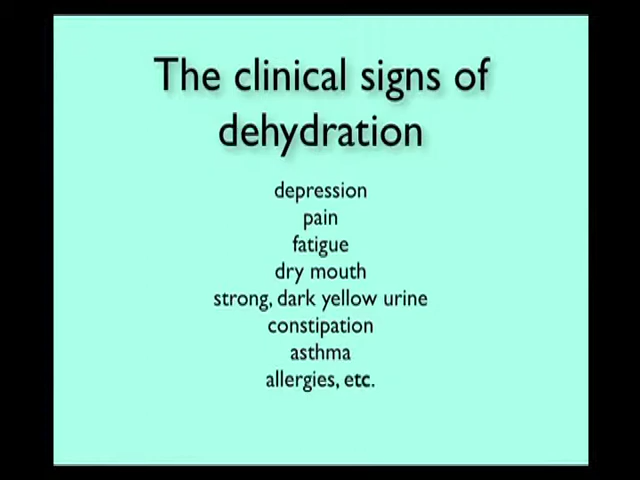 The clinical signs of
dehydration
depression
pain
fatigue
dry mouth
strong, dark yellow urine
constipation
asthma
allergies, etc.